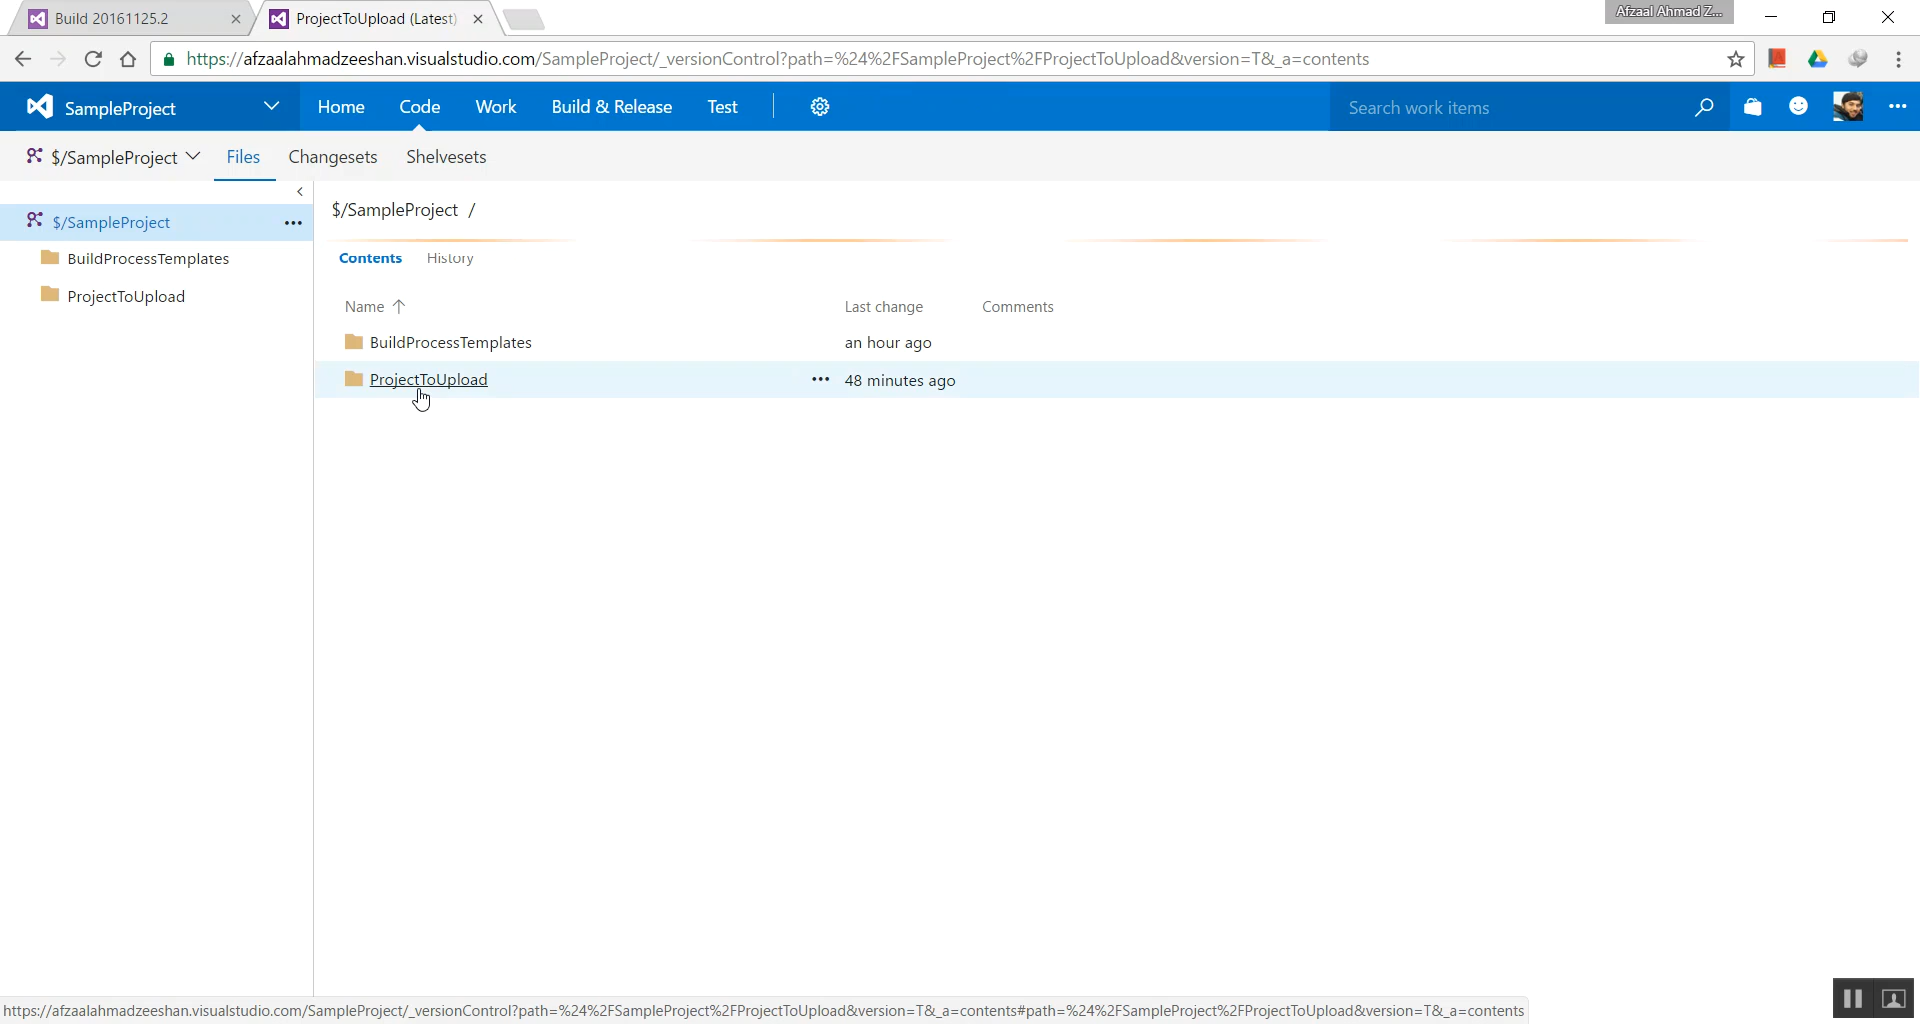 Build 20161125.2
ProjectToUpload (Latest)
Afzaal Ahmad Z...
https://afzaalahmadzeeshan.visualstudio.com/SampleProject/_versionControl?path=%24%2FSampleProject%2FProjectToUpload&version=T&_a=contents
SampleProject
Home
Code
Work
Build & Release
Test
Search work items
$/SampleProject
Files
Changesets
Shelvesets
$/SampleProject
BuildProcessTemplates
ProjectToUpload
$/SampleProject /
Contents
History
Name
Last change
Comments
BuildProcessTemplates
an hour ago
ProjectToUpload
48 minutes ago
https://afzaalahmadzeeshan.visualstudio.com/SampleProject/_versionControl?path=%24%2FSampleProject%2FProjectToUpload&version=T&_a=contents#path=%24%2FSampleProject%2FProjectToUpload&version=T&_a=contents